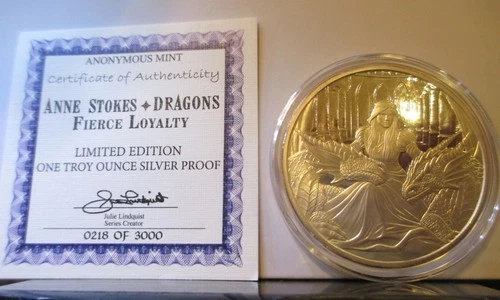 ANONYMOUS MINT
Certificate of Authenticity
ANNE STOKES DRAGONS
FIERCE LOYALTY
LIMITED EDITION
ONE TROY OUNCE SILVER PROOF
Julie Lindquist
Series Creator
0218 OF 3000